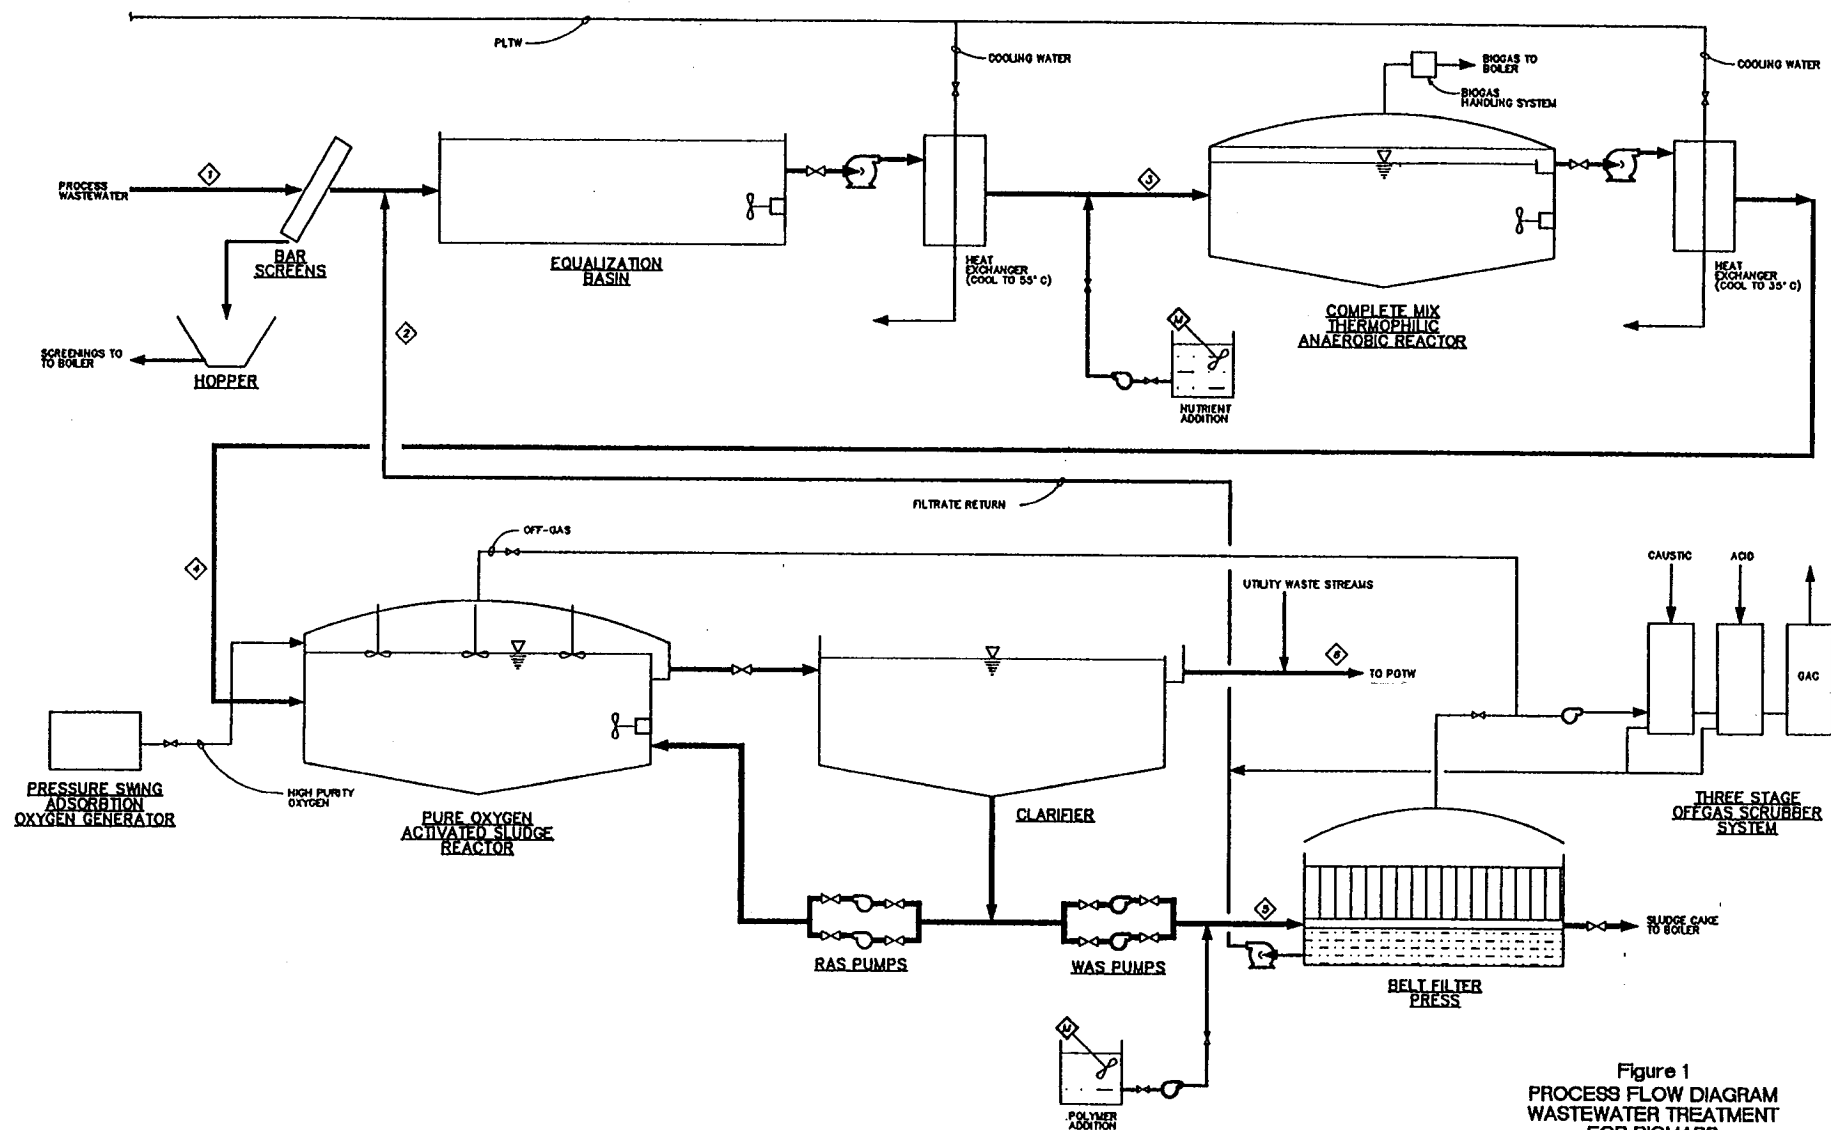 PLTW
COOLING WATER
BIOGAS TO
BOILER
BIOGAS
HANDLING SYSTEM
COOLING WATER
1
PROCESS
WASTEWATER
BAR
SCREENS
EQUALIZATION
BASIN
HEAT
EXCHANGER
(COOL TO 55° C)
3
COMPLETE MIX
THERMOPHILIC
ANAEROBIC REACTOR
HEAT
EXCHANGER
(COOL TO 35° C)
2
SCREENINGS TO
TO BOILER
HOPPER
M
NUTRIENT
ADDITION
FILTRATE RETURN
OFF-GAS
4
UTILITY WASTE STREAMS
CAUSTIC
ACID
6
TO POTW
GAC
HIGH PURITY
OXYGEN
PRESSURE SWING
ADSORBTION
OXYGEN GENERATOR
PURE OXYGEN
ACTIVATED SLUDGE
REACTOR
CLARIFIER
THREE STAGE
OFFGAS SCRUBBER
SYSTEM
RAS PUMPS
WAS PUMPS
5
SLUDGE CAKE
TO BOILER
BELT FILTER
PRESS
M
POLYMER
ADDITION
Figure 1
PROCESS FLOW DIAGRAM
WASTEWATER TREATMENT